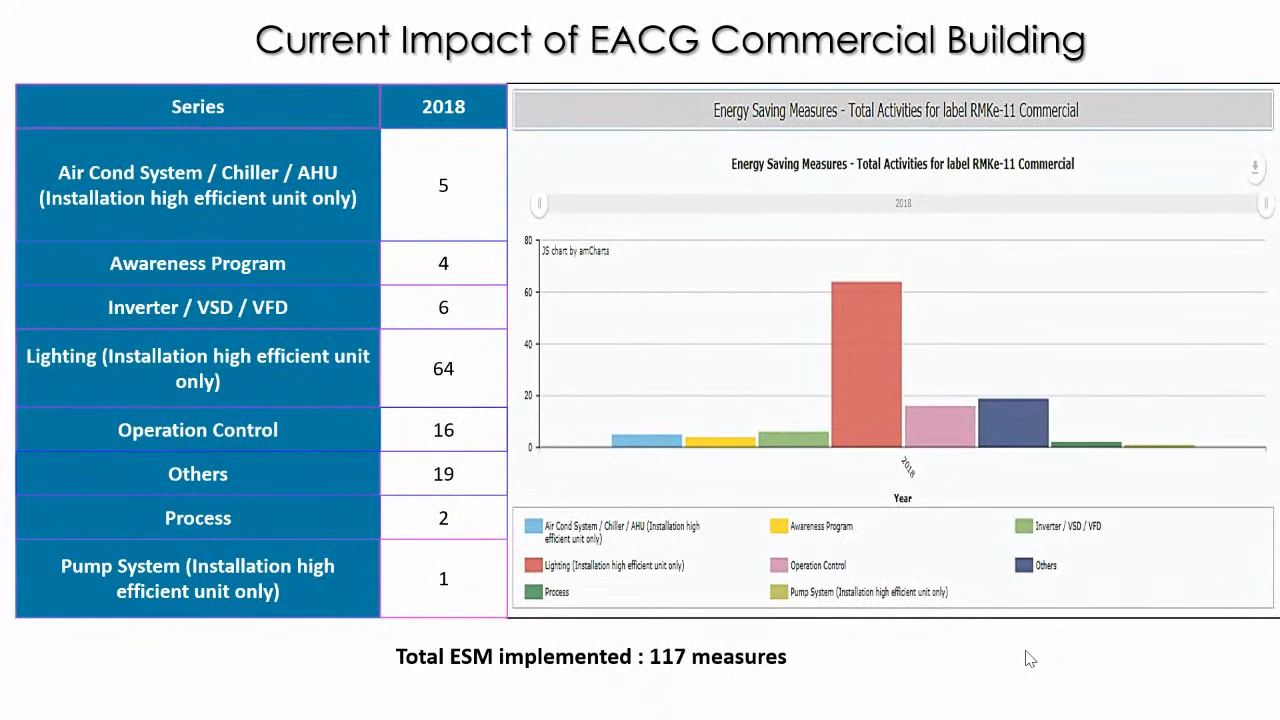 Current Impact of EACG Commercial Building
Series
2018
Air Cond System / Chiller / AHU
(Installation high efficient unit only)
5
Awareness Program
4
Inverter / VSD / VFD
6
Lighting (Installation high efficient unit
only)
64
Operation Control
16
Others
19
Process
2
Pump System (Installation high
efficient unit only)
1
Energy Saving Measures - Total Activities for label RMKe-11 Commercial
Energy Saving Measures - Total Activities for label RMKe-11 Commercial
2018
80
JS chart by amCharts
60
40
20
0
2018
Year
Air Cond System / Chiller / AHU (Installation high
efficient unit only)
Awareness Program
Inverter / VSD / VFD
Lighting (Installation high efficient unit only)
Operation Control
Others
Process
Pump System (Installation high efficient unit only)
Total ESM implemented : 117 measures